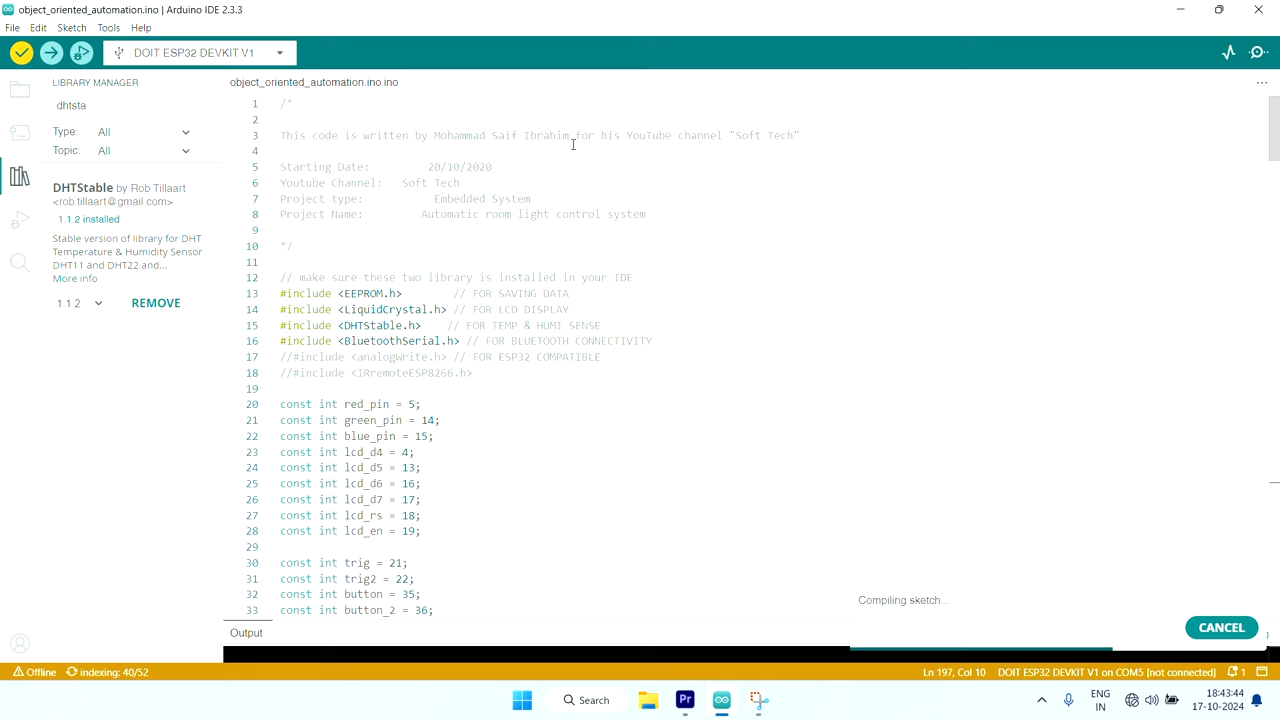 object_oriented_automation.ino | Arduino IDE 2.3.3
File Edit Sketch Tools Help
DOIT ESP32 DEVKIT V1
LIBRARY MANAGER
dhtsta
Type: All
Topic: All
DHTStable by Rob Tillaart
<rob.tillaart@gmail.com>
1.1.2 installed
Stable version of library for DHT
Temperature & Humidity Sensor
DHT11 and DHT22 and...
More info
1 1 2 REMOVE
object_oriented_automation.ino.ino
...
1 /*
2
3 This code is written by Mohammad Saif Ibrahim for his YouTube channel "Soft Tech"
4
5 Starting Date: 20/10/2020
6 Youtube Channel: Soft Tech
7 Project type: Embedded System
8 Project Name: Automatic room light control system
9
10 */
11
12 // make sure these two library is installed in your IDE
13 #include <EEPROM.h> // FOR SAVING DATA
14 #include <LiquidCrystal.h> // FOR LCD DISPLAY
15 #include <DHTStable.h> // FOR TEMP & HUMI SENSE
16 #include <BluetoothSerial.h> // FOR BLUETOOTH CONNECTIVITY
17 //#include <analogWrite.h> // FOR ESP32 COMPATIBLE
18 //#include <IRremoteESP8266.h>
19
20 const int red_pin = 5;
21 const int green_pin = 14;
22 const int blue_pin = 15;
23 const int lcd_d4 = 4;
24 const int lcd_d5 = 13;
25 const int lcd_d6 = 16;
26 const int lcd_d7 = 17;
27 const int lcd_rs = 18;
28 const int lcd_en = 19;
29
30 const int trig = 21;
31 const int trig2 = 22;
32 const int button = 35;
33 const int button_2 = 36;
Compiling sketch...
CANCEL
Output
Offline indexing: 40/52 Ln 197, Col 10 DOIT ESP32 DEVKIT V1 on COM5 [not connected] 1
Search
Pr
ENG
IN
18:43:44
17-10-2024